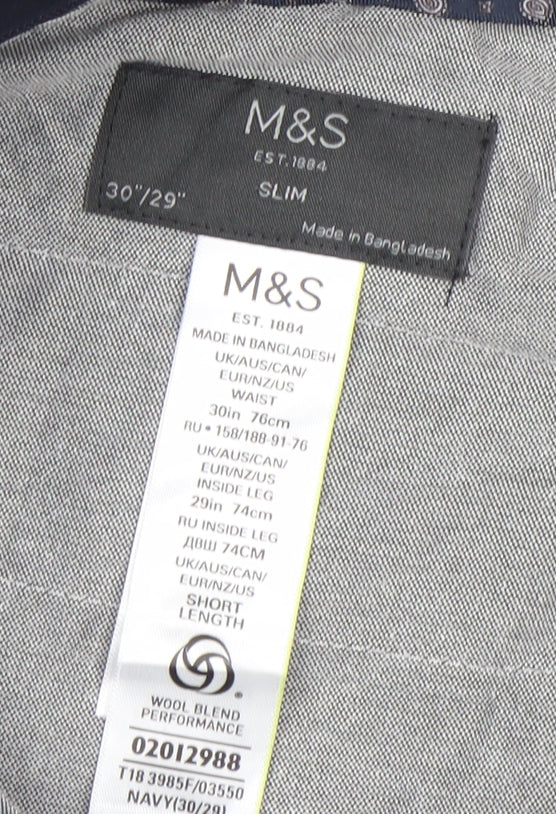 M&S
EST.1884
SLIM
30"/29"
Made in Bangladesh
M&S
EST. 1884
MADE IN BANGLADESH
UK/AUS/CAN/
EUR/NZ/US
WAIST
30in 76cm
RU • 158/188-91-76
UK/AUS/CAN/
EUR/NZ/US
INSIDE LEG
29in 74cm
RU INSIDE LEG
ДВШ 74CM
UK/AUS/CAN/
EUR/NZ/US
SHORT
LENGTH
WOOL BLEND
PERFORMANCE
02012988
T18 3985F/03550
NAVY(30/29)